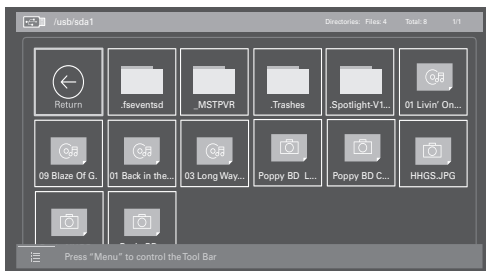 /usb/sda1 Directories: Files: 4 Total: 8 1/1
Return .fseventsd _MSTPVR .Trashes .Spotlight-V1... 01 Livin' On...
09 Blaze Of G. 01 Back in the... 03 Long Way... Poppy BD L... Poppy BD C... HHGS.JPG
Press "Menu" to control the Tool Bar